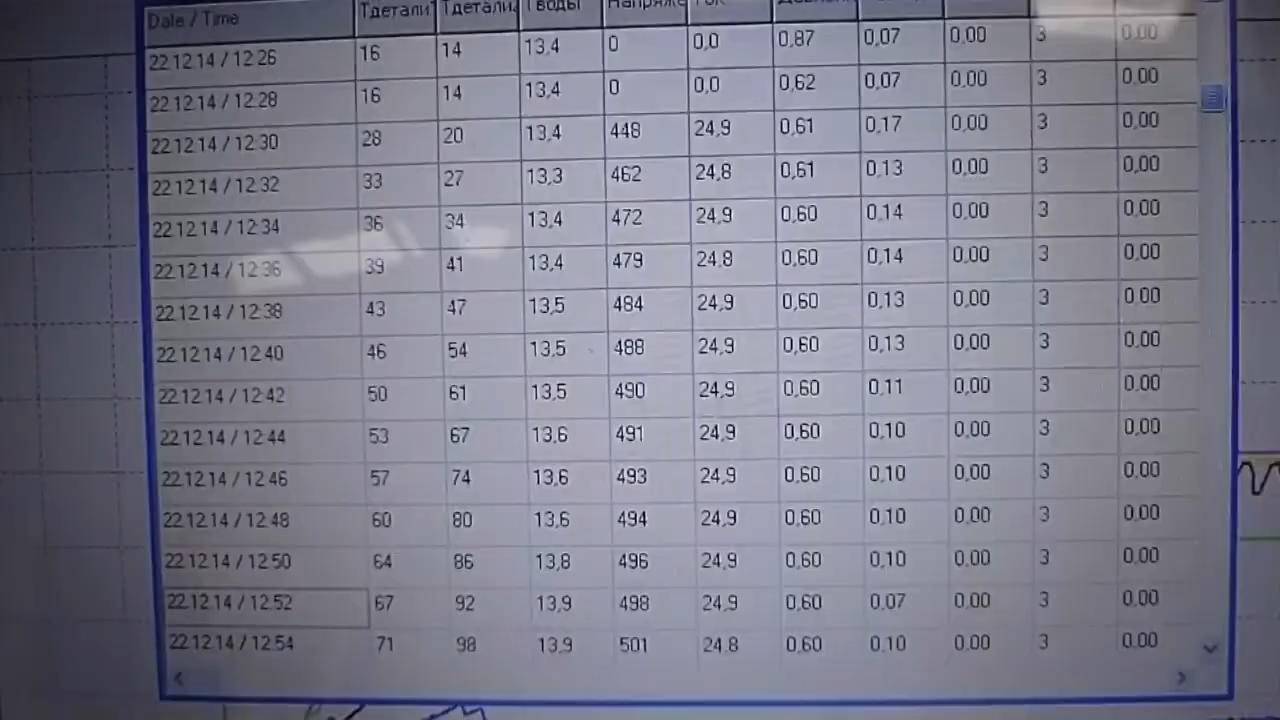 Date / Time Тдетали Тдетали Т воды
22.12.14 / 12:26 16 14 13,4 0 0,0 0,87 0,07 0,00 3 0,00
22.12.14 / 12:28 16 14 13,4 0 0,0 0,62 0,07 0,00 3 0,00
22.12.14 / 12:30 28 20 13,4 448 24,9 0,61 0,17 0,00 3 0,00
22.12.14 / 12:32 33 27 13,3 462 24,8 0,61 0,13 0,00 3 0,00
22.12.14 / 12:34 36 34 13,4 472 24,9 0,60 0,14 0,00 3 0,00
22.12.14 / 12:36 39 41 13,4 479 24,8 0,60 0,14 0,00 3 0,00
22.12.14 / 12:38 43 47 13,5 484 24,9 0,60 0,13 0,00 3 0,00
22.12.14 / 12:40 46 54 13,5 488 24,9 0,60 0,13 0,00 3 0,00
22.12.14 / 12:42 50 61 13,5 490 24,9 0,60 0,11 0,00 3 0,00
22.12.14 / 12:44 53 67 13,6 491 24,9 0,60 0,10 0,00 3 0,00
22.12.14 / 12:46 57 74 13,6 493 24,9 0,60 0,10 0,00 3 0,00
22.12.14 / 12:48 60 80 13,6 494 24,9 0,60 0,10 0,00 3 0,00
22.12.14 / 12:50 64 86 13,8 496 24,9 0,60 0,10 0,00 3 0,00
22.12.14 / 12:52 67 92 13,9 498 24,9 0,60 0,07 0,00 3 0,00
22.12.14 / 12:54 71 98 13,9 501 24,8 0,60 0,10 0,00 3 0,00